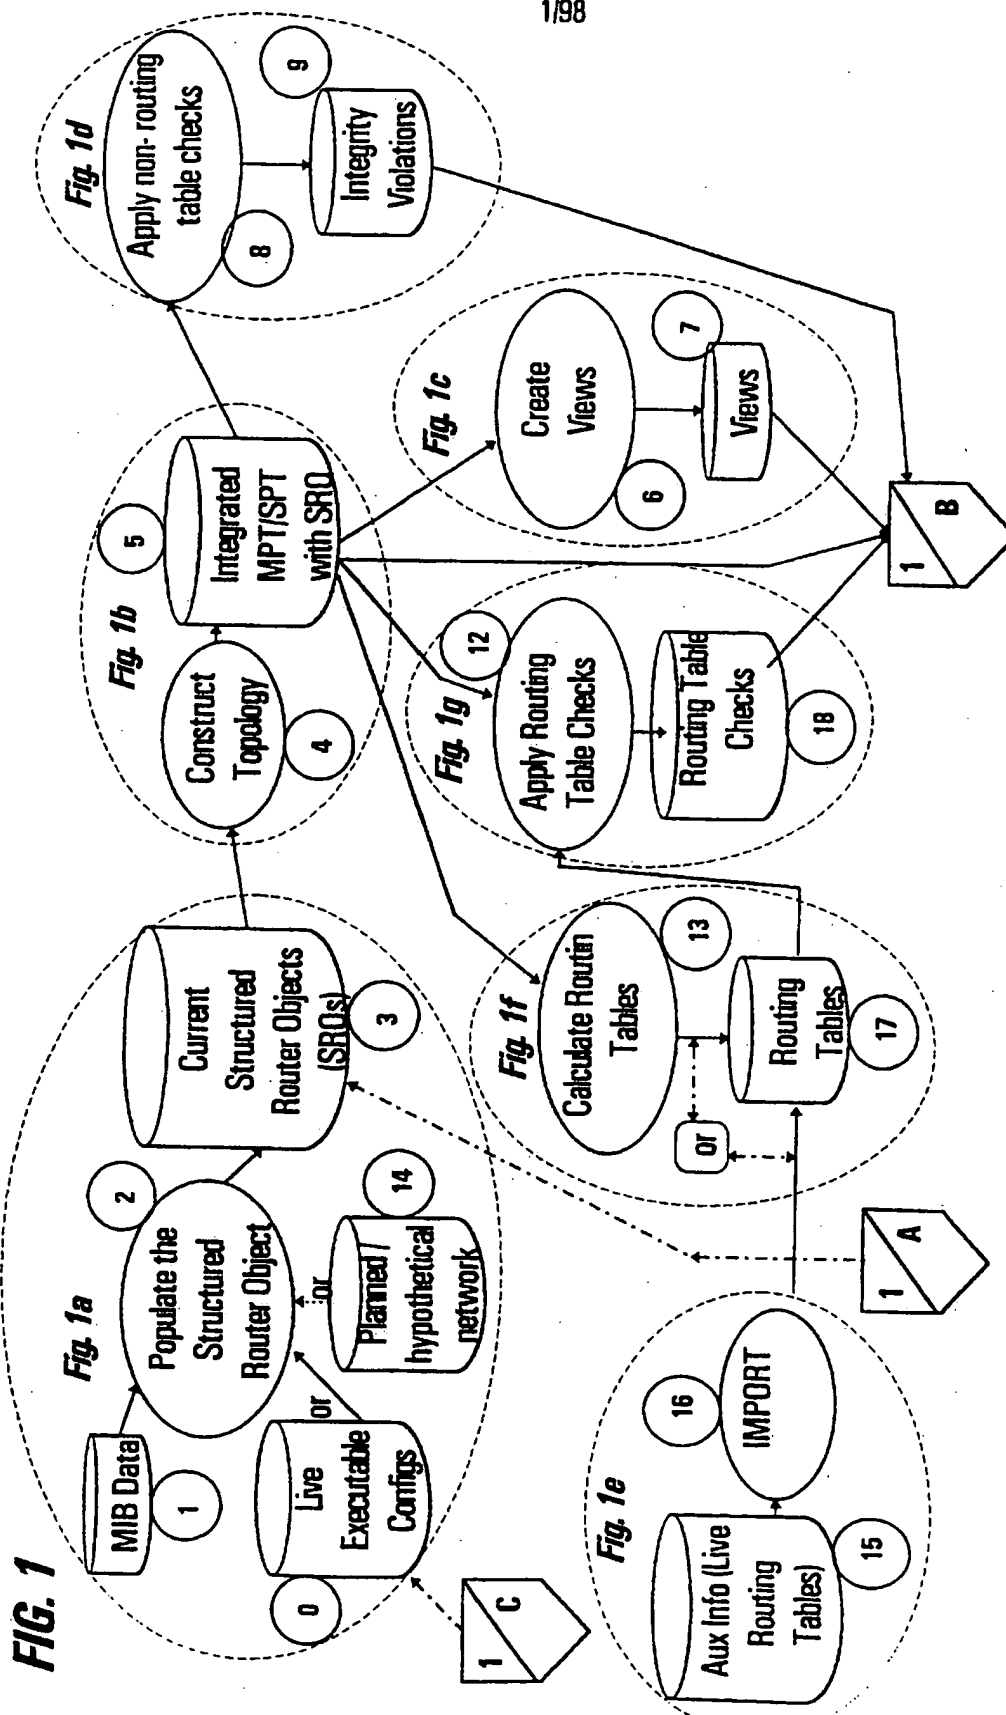 1/98
FIG. 1
Fig. 1a
MIB Data
1
Live
Executable
Configs
0
or
Populate the
Structured
Router Object
2
or
Planned /
hypothetical
network
14
Current
Structured
Router Objects
(SROs)
3
1
C
Fig. 1b
Construct
Topology
4
Integrated
MPT/SPT
with SRO
5
Fig. 1d
Apply non-routing
table checks
8
Integrity
Violations
9
Fig. 1c
Create
Views
6
Views
7
Fig. 1g
Apply Routing
Table Checks
12
Routing Table
Checks
18
Fig. 1f
Calculate Routin
Tables
13
or
Routing
Tables
17
Fig. 1e
Aux Info (Live
Routing
Tables)
15
IMPORT
16
1
A
1
B